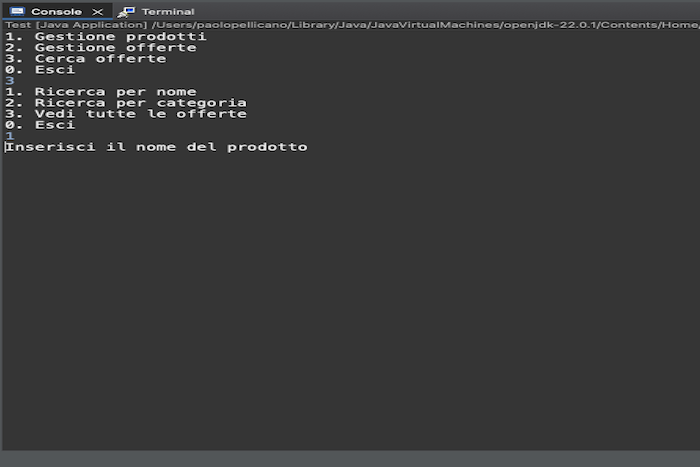 Console
Terminal
Test [Java Application] /Users/paolopellicano/Library/Java/JavaVirtualMachines/openjdk-22.0.1/Contents/Home/
1. Gestione prodotti
2. Gestione offerte
3. Cerca offerte
0. Esci
3
1. Ricerca per nome
2. Ricerca per categoria
3. Vedi tutte le offerte
0. Esci
1
Inserisci il nome del prodotto